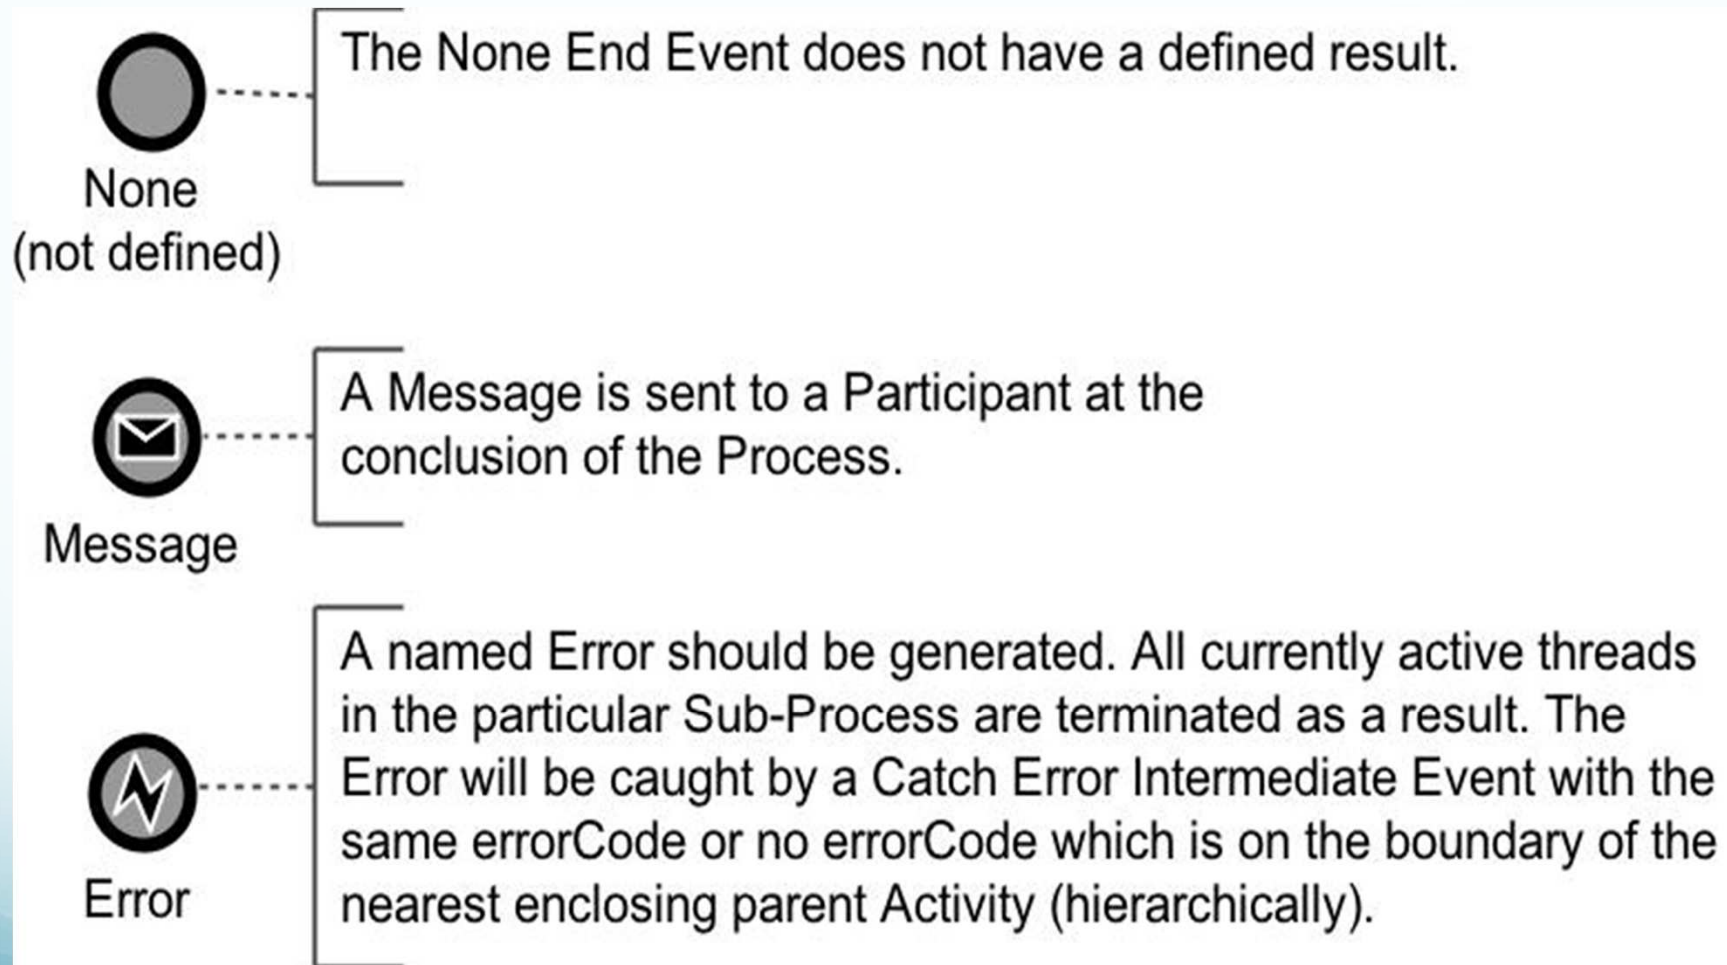 The None End Event does not have a defined result.
None
(not defined)
A Message is sent to a Participant at the
conclusion of the Process.
Message
A named Error should be generated. All currently active threads
in the particular Sub-Process are terminated as a result. The
Error will be caught by a Catch Error Intermediate Event with the
same errorCode or no errorCode which is on the boundary of the
nearest enclosing parent Activity (hierarchically).
Error